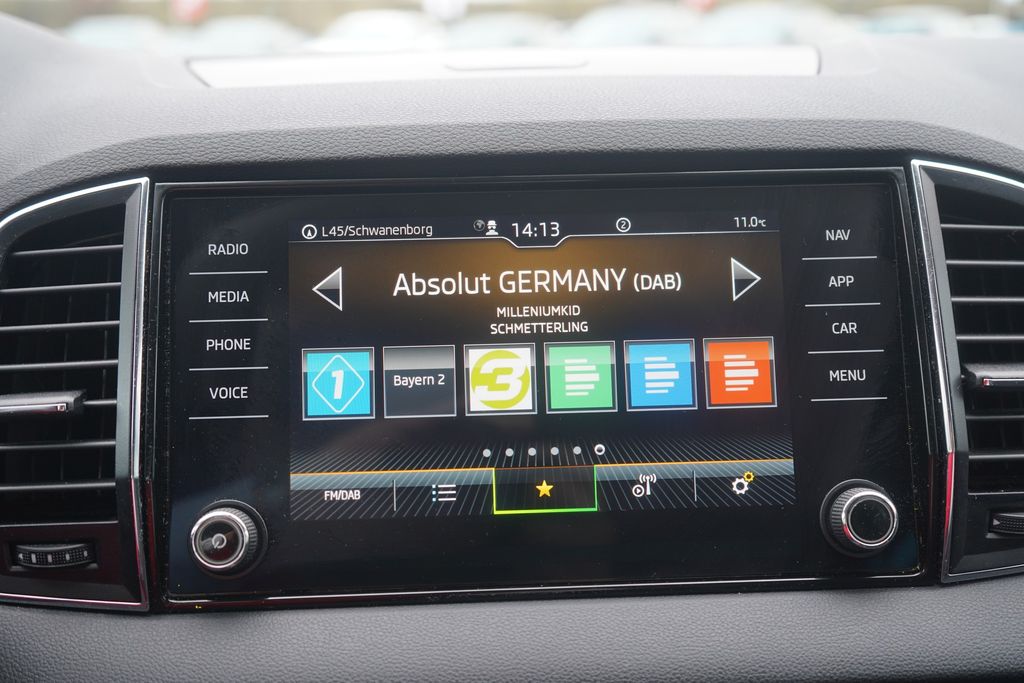 L45/Schwanenborg
14:13
2
11.0°C
RADIO
MEDIA
PHONE
VOICE
Absolut GERMANY (DAB)
MILLENIUMKID
SCHMETTERLING
1
Bayern 2
3
FM/DAB
NAV
APP
CAR
MENU